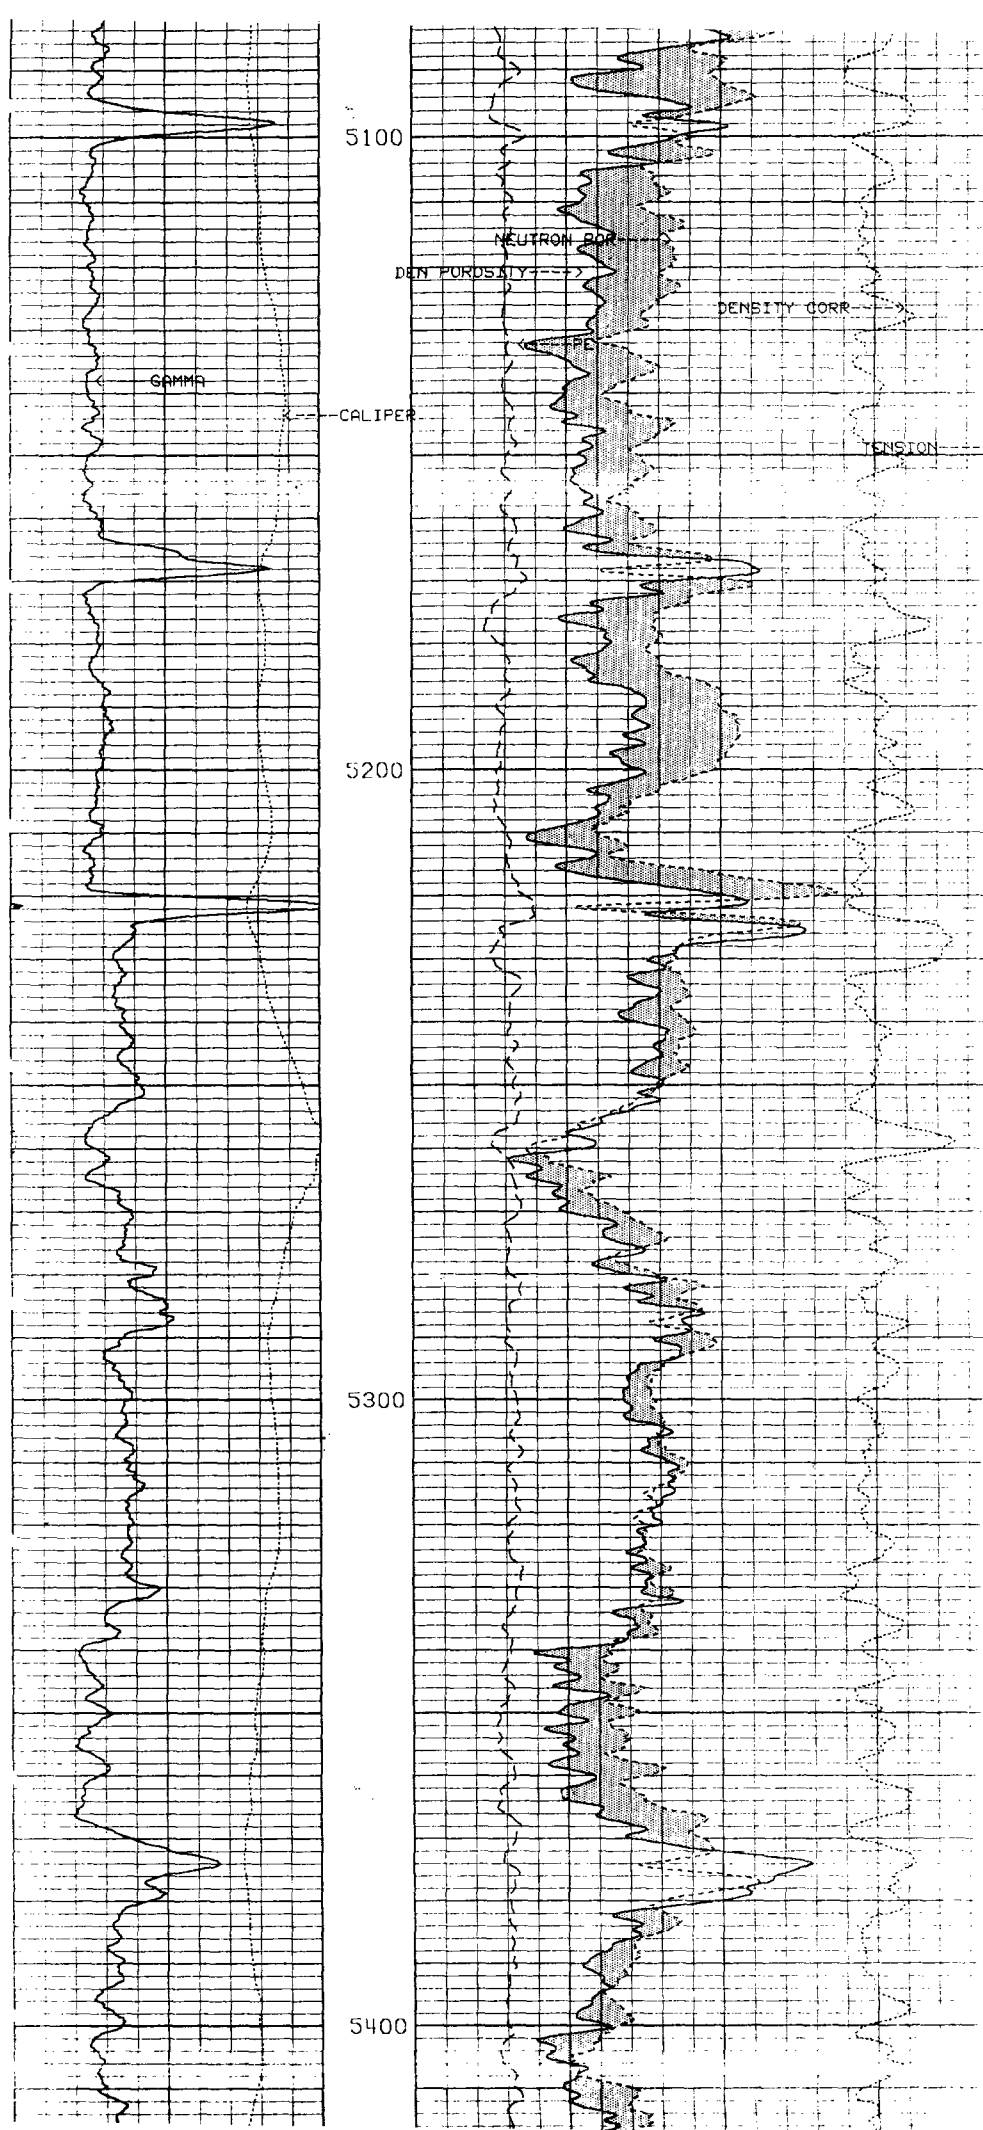 5100
NEUTRON POR---->
DEN POROSITY---->
DENSITY CORR---->
<----PE
<---- GAMMA
<----CALIPER
TENSION ----
5200
5300
5400